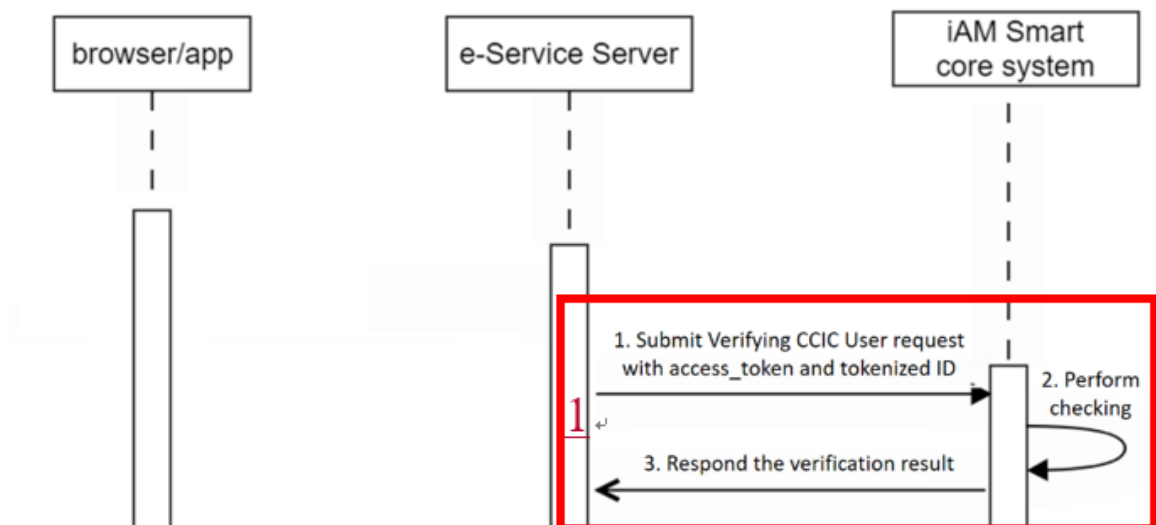 browser/app
e-Service Server
iAM Smart
core system
1. Submit Verifying CCIC User request
with access_token and tokenized ID
2. Perform
checking
1
3. Respond the verification result